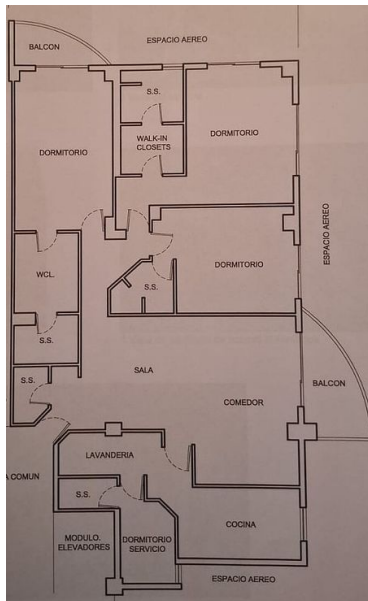 BALCON
ESPACIO AEREO
S.S.
WALK-IN
CLOSETS
DORMITORIO
DORMITORIO
ESPACIO AEREO
DORMITORIO
WCL.
S.S.
S.S.
S.S.
SALA
BALCON
COMEDOR
LAVANDERIA
A COMUN
S.S.
COCINA
MODULO.
ELEVADORES
DORMITORIO
SERVICIO
ESPACIO AEREO